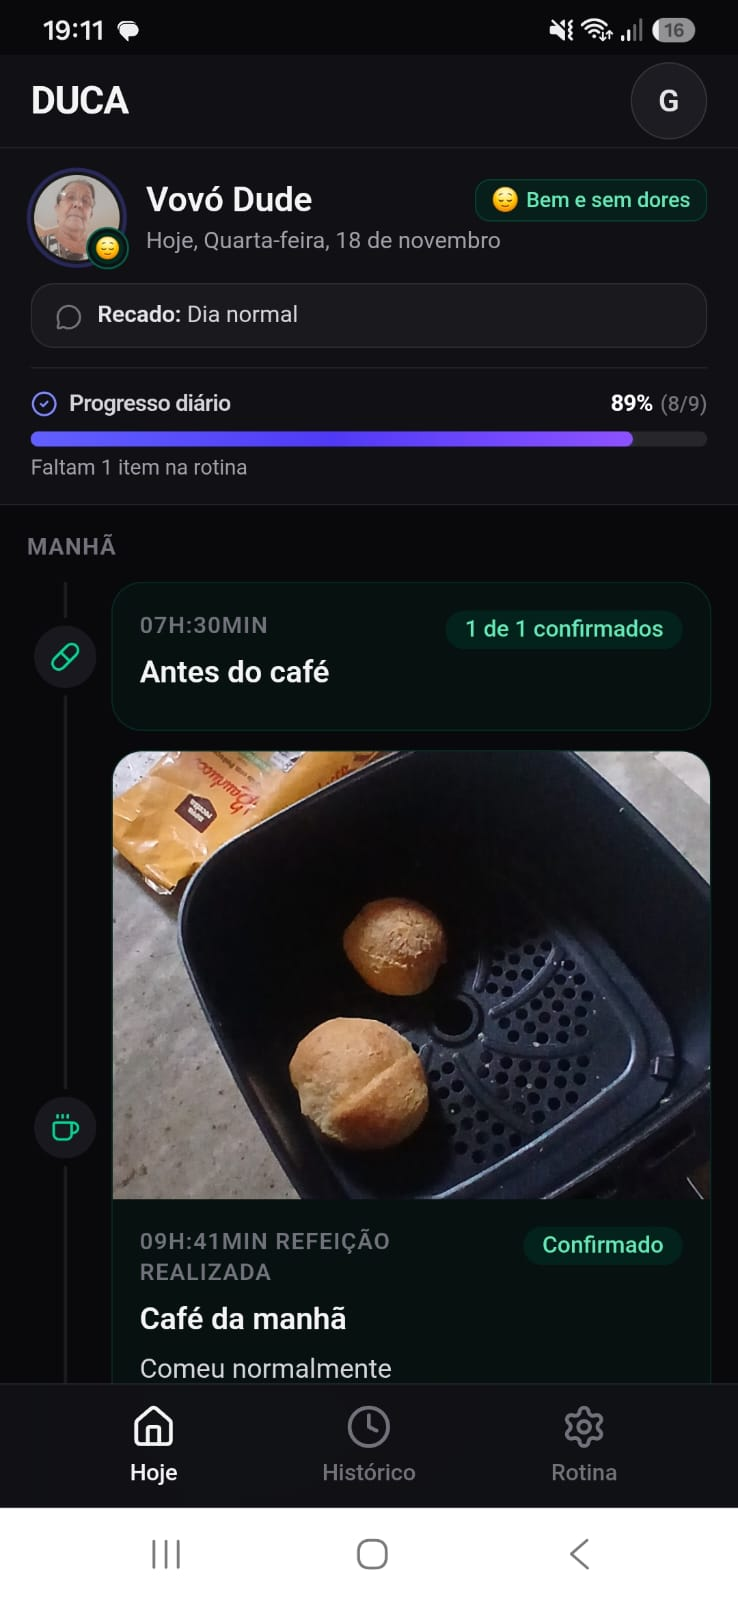 19:11
16
DUCA
G
Vovó Dude
Bem e sem dores
Hoje, Quarta-feira, 18 de novembro
Recado: Dia normal
Progresso diário
89% (8/9)
Faltam 1 item na rotina
MANHÃ
07H:30MIN
1 de 1 confirmados
Antes do café
Bauduco
09H:41MIN REFEIÇÃO
REALIZADA
Confirmado
Café da manhã
Comeu normalmente
Hoje
Histórico
Rotina